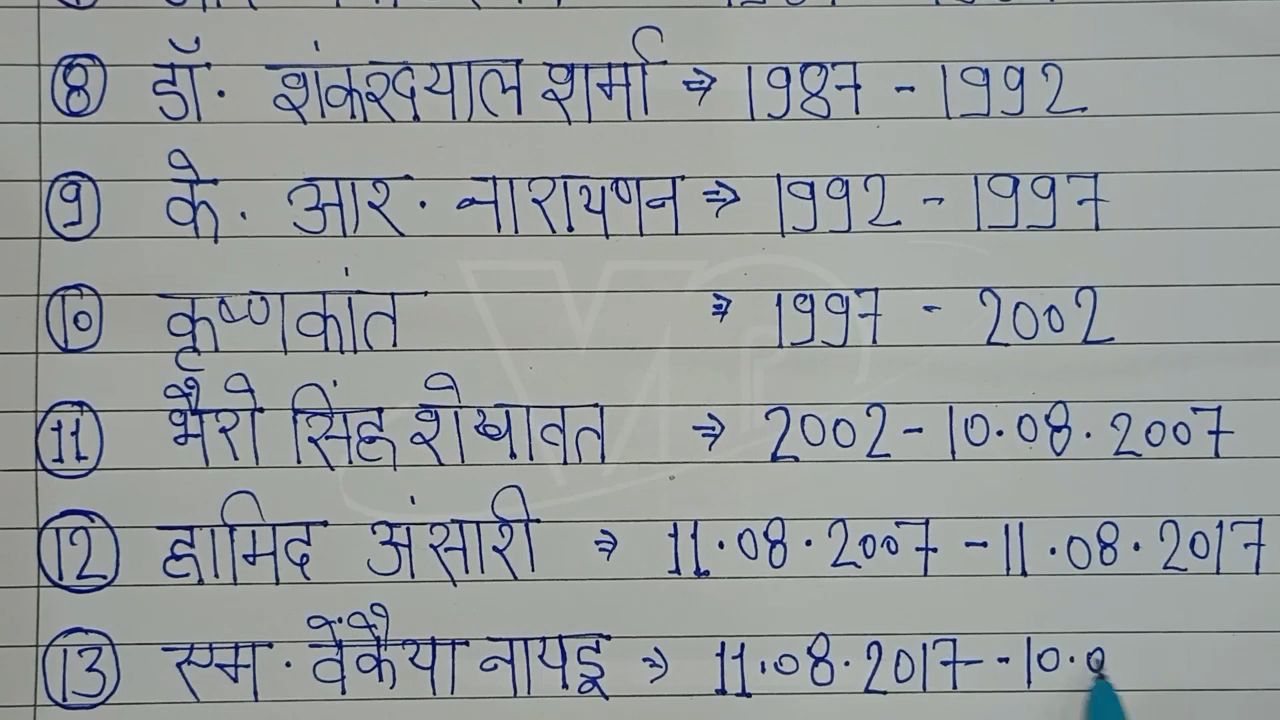 ⑧ डॉ. शंकरदयाल शर्मा ⇒ 1987 - 1992
⑨ के. आर. नारायणन ⇒ 1992 - 1997
⑩ कृष्णकांत ⇒ 1997 - 2002
⑪ भैरो सिंह शेखावत ⇒ 2002 - 10.08.2007
⑫ हामिद अंसारी ⇒ 11.08.2007 - 11.08.2017
⑬ एम. वेंकैया नायडू ⇒ 11.08.2017 - 10.0